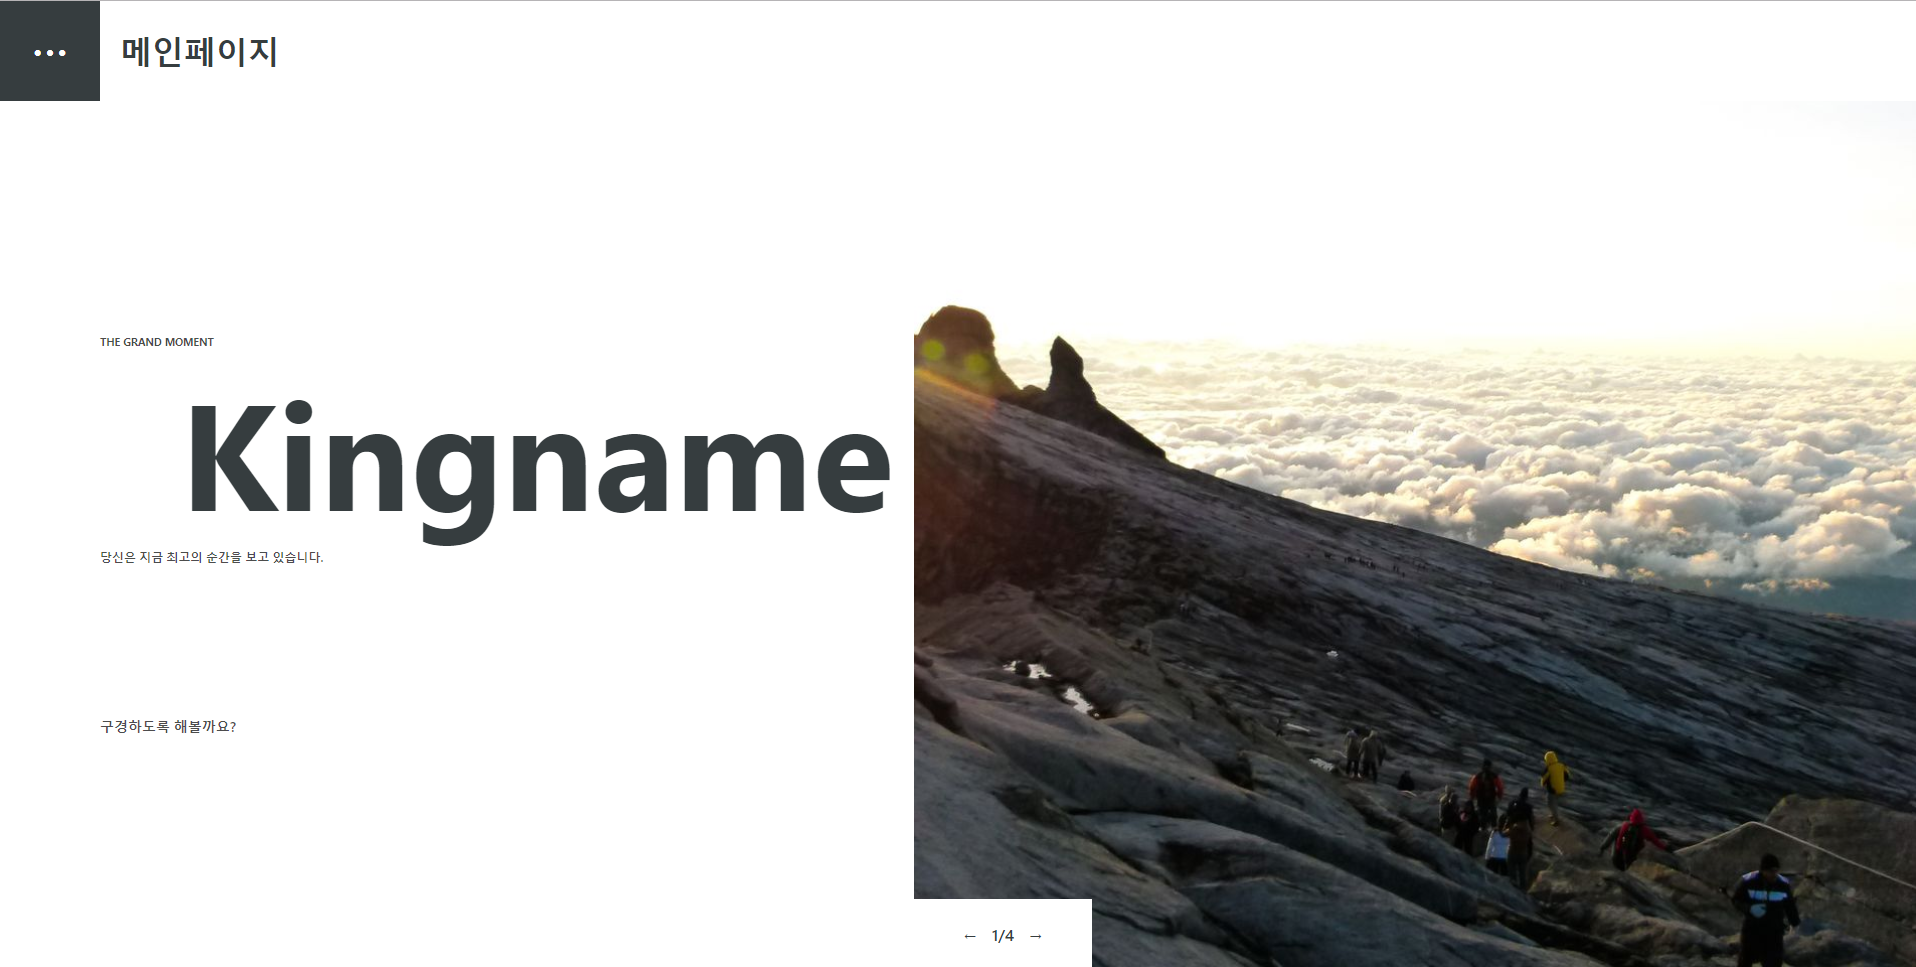 메인페이지
THE GRAND MOMENT
Kingname
당신은 지금 최고의 순간을 보고 있습니다.
구경하도록 해볼까요?
← 1/4 →